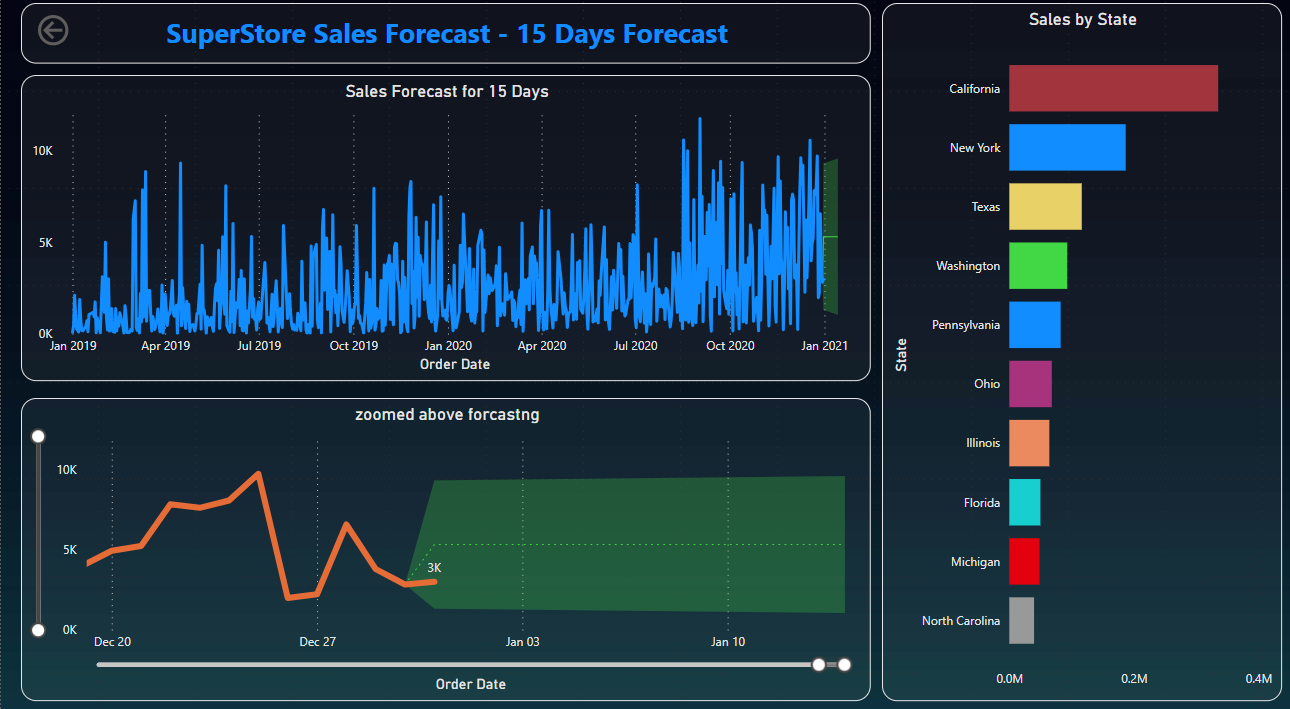 SuperStore Sales Forecast - 15 Days Forecast
Sales Forecast for 15 Days
10K
5K
0K
Jan 2019 Apr 2019 Jul 2019 Oct 2019 Jan 2020 Apr 2020 Jul 2020 Oct 2020 Jan 2021
Order Date
zoomed above forcastng
10K
5K
3K
0K
Dec 20 Dec 27 Jan 03 Jan 10
Order Date
Sales by State
State
California
New York
Texas
Washington
Pennsylvania
Ohio
Illinois
Florida
Michigan
North Carolina
0.0M 0.2M 0.4M